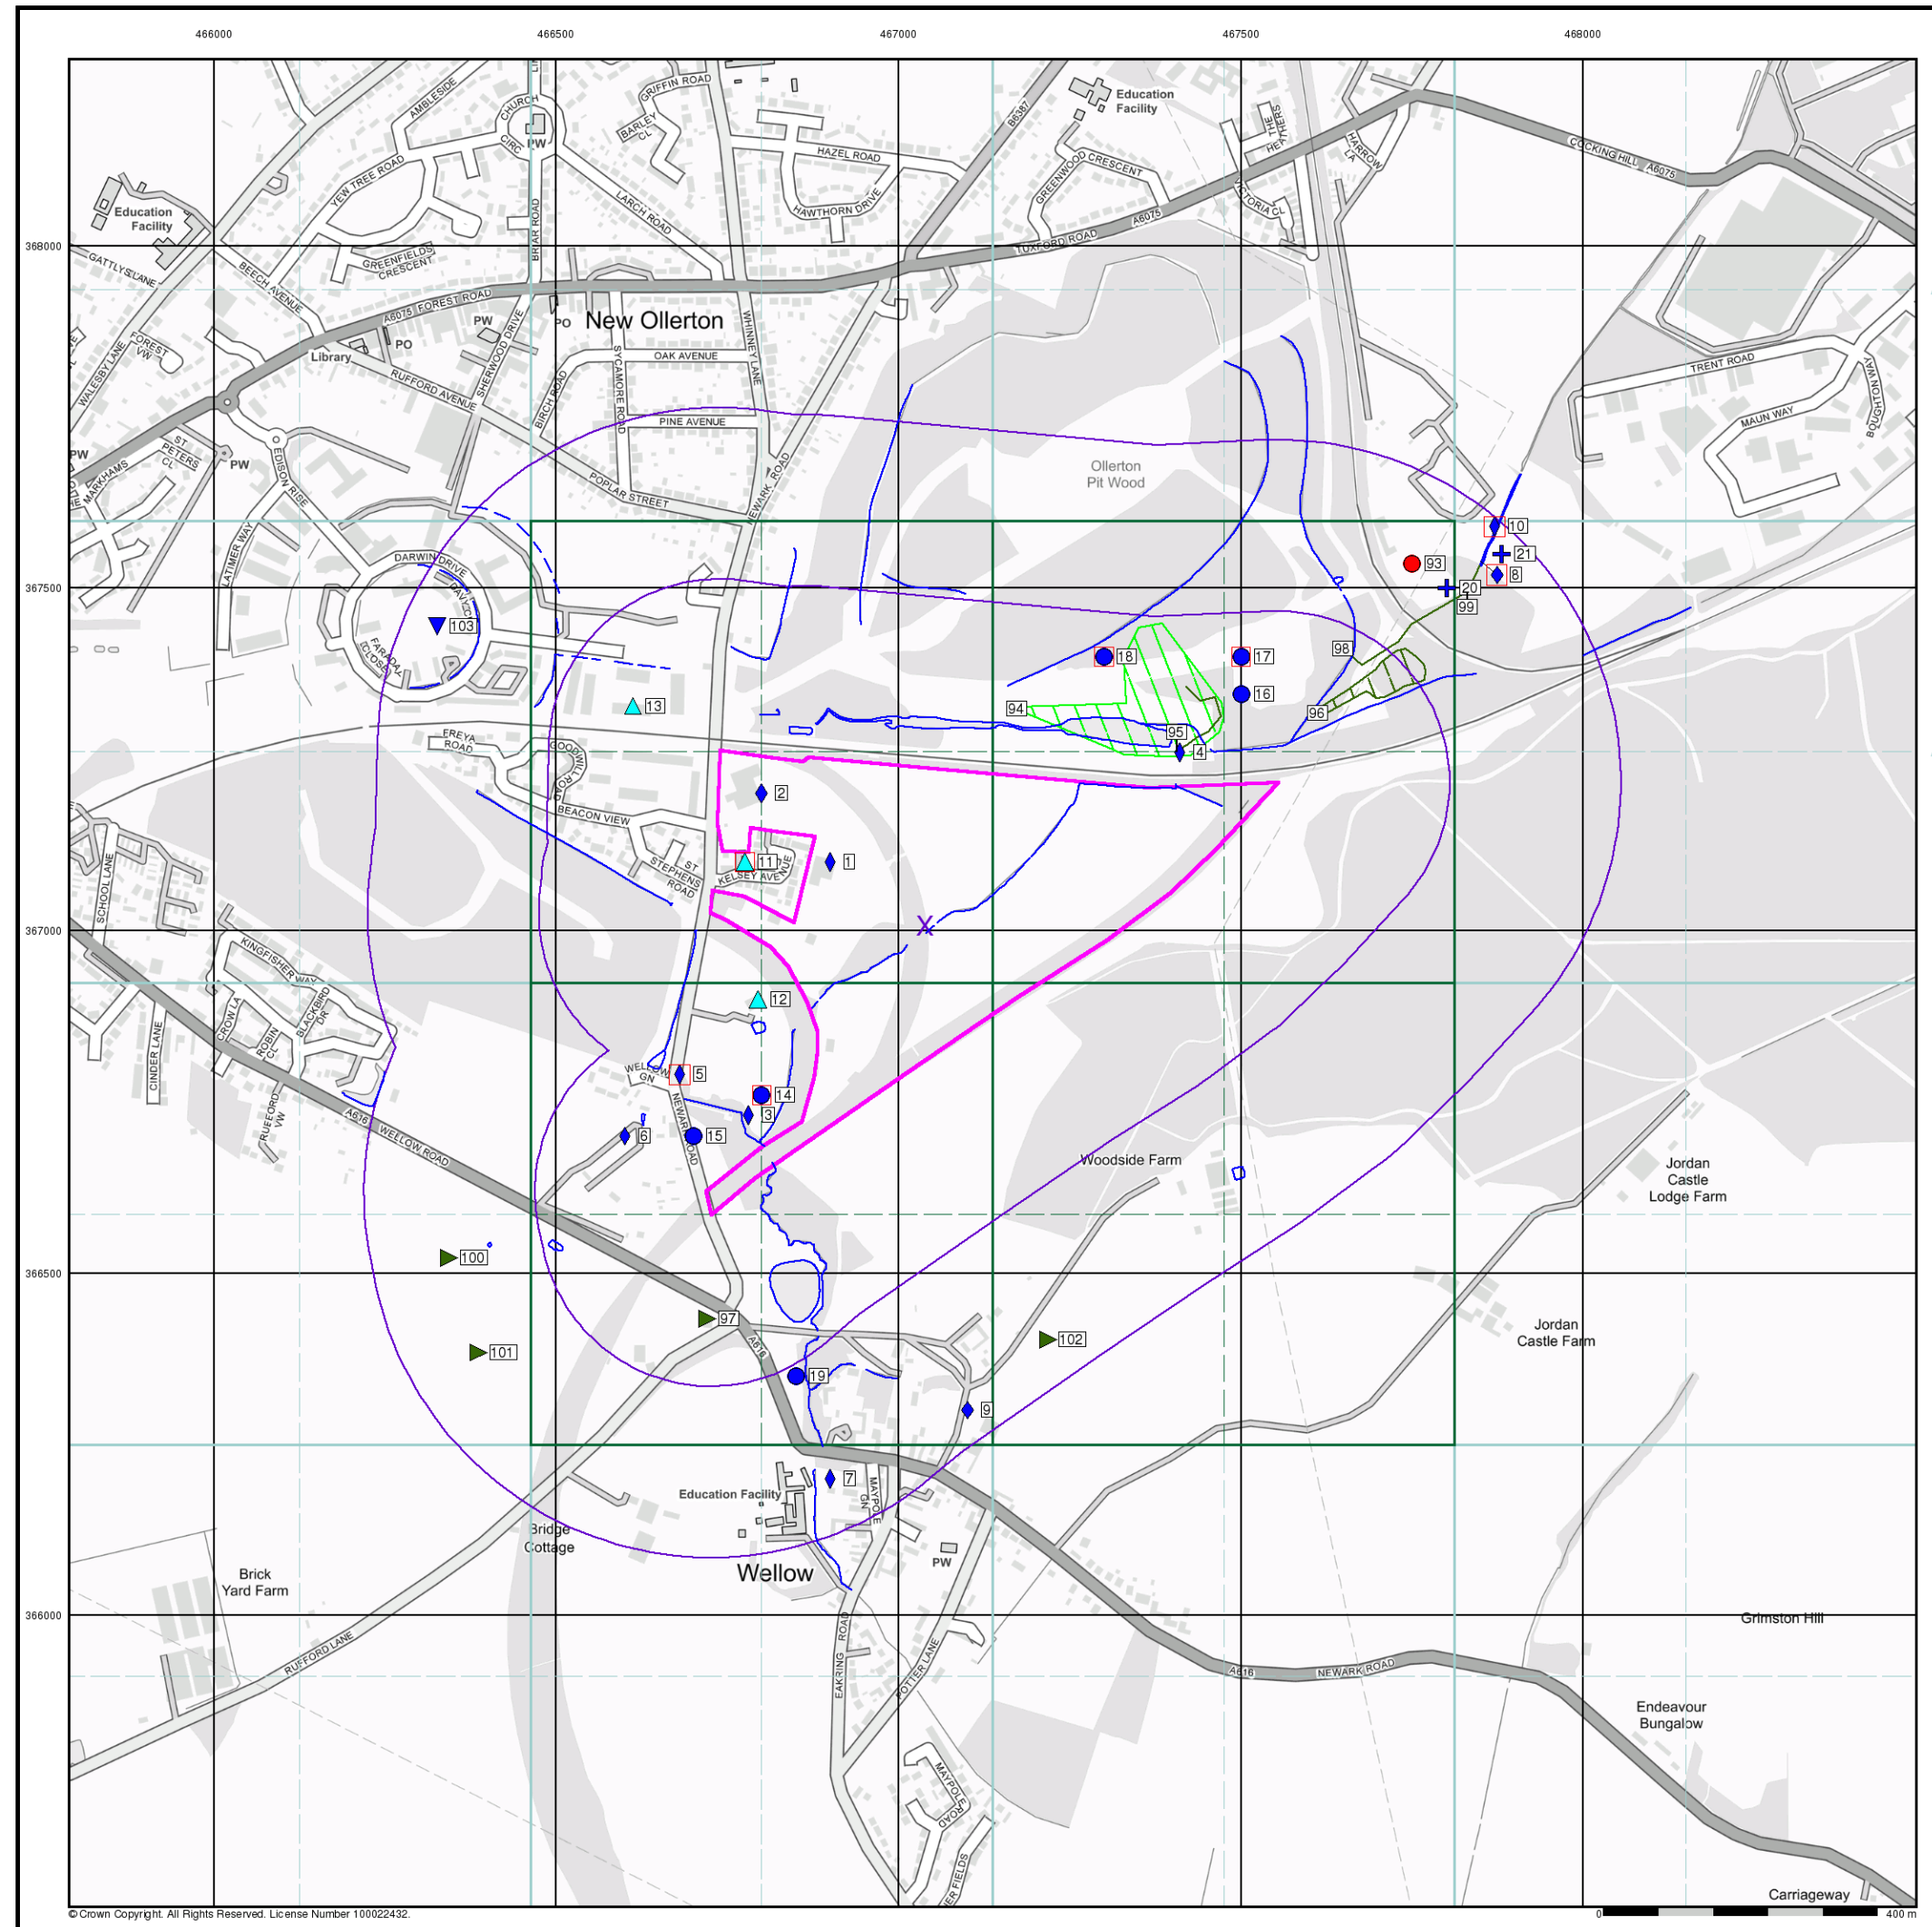 466000
466500
467000
467500
468000
GRIFFIN ROAD
AMBLESIDE
CHURCH
CIRC
PW
BARLEY
CL
Education
Facility
B6387
THE
HEATHERS
HARROW
LA
COCKING HILL
A6075
HAZEL ROAD
YEW TREE ROAD
LARCH ROAD
GREENWOOD CRESCENT
HAWTHORN DRIVE
VICTORIA CL
Education
Facility
BRIAR ROAD
A6075
TUXFORD ROAD
368000
GATTLYS LANE
GREENFIELDS
CRESCENT
BEECH AVENUE
A6075 FOREST ROAD
PW
PO
New Ollerton
WHINNEY LANE
Library
PO
FOREST
VW
WALESBY LANE
SHERWOOD DRIVE
OAK AVENUE
SYCAMORE ROAD
RUFFORD AVENUE
BIRCH ROAD
PINE AVENUE
TRENT ROAD
MAUN WAY
BOUGHTON WAY
ST
PETERS
CL
PW
PW
MARKHAMS
EDISON RISE
POPLAR STREET
NEWARK ROAD
Ollerton
Pit Wood
LATIMER WAY
DARWIN DRIVE
10
21
93
8
367500
20
99
103
FARADAY
CLOSE
98
18
17
16
13
94
96
95
4
FREYA
ROAD
GOODWILL ROAD
2
BEACON VIEW
ST
STEPHENS
ROAD
11
1
KELSEY AVENUE
SCHOOL LANE
367000
X
KINGFISHER WAY
CROW LA
BLACKBIRD
DR
ROBIN
CL
12
CINDER LANE
WELLOW
GN
5
14
3
6
15
NEWARK ROAD
RUFFORD
VW
A616
WELLOW ROAD
Woodside Farm
Jordan
Castle
Lodge Farm
100
366500
97
101
102
A616
Jordan
Castle Farm
19
9
7
Education Facility
MAYPOLE
GN
Bridge
Cottage
PW
Wellow
Brick
Yard Farm
366000
Grimston Hill
RUFFORD LANE
EAKRING ROAD
POTTER LANE
A616
NEWARK ROAD
Endeavour
Bungalow
MAYPOLE
ROAD
Carriageway
© Crown Copyright. All Rights Reserved. License Number 100022432.
0
400 m